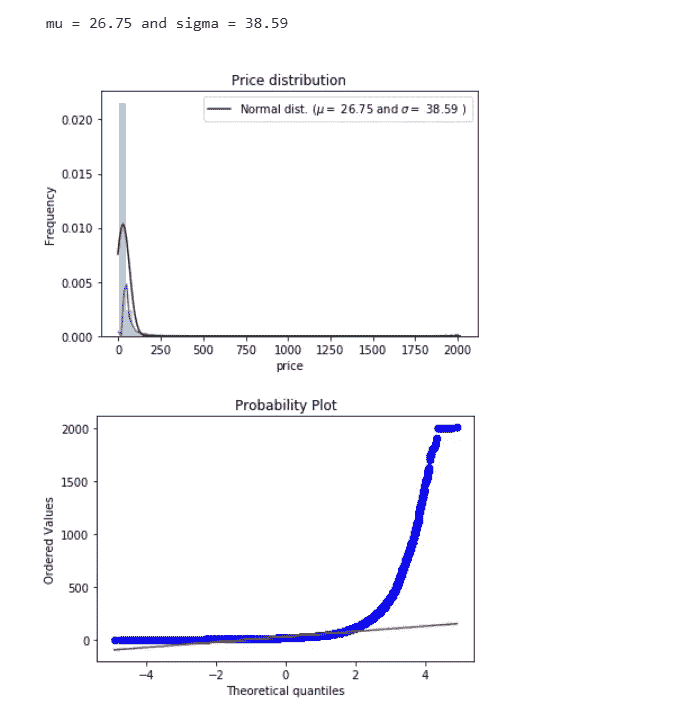 mu = 26.75 and sigma = 38.59
Price distribution
Normal dist. (μ = 26.75 and σ = 38.59 )
0.020
0.015
0.010
0.005
0.000
Frequency
0 250 500 750 1000 1250 1500 1750 2000
price
Probability Plot
2000
1500
1000
500
0
Ordered Values
−4 −2 0 2 4
Theoretical quantiles